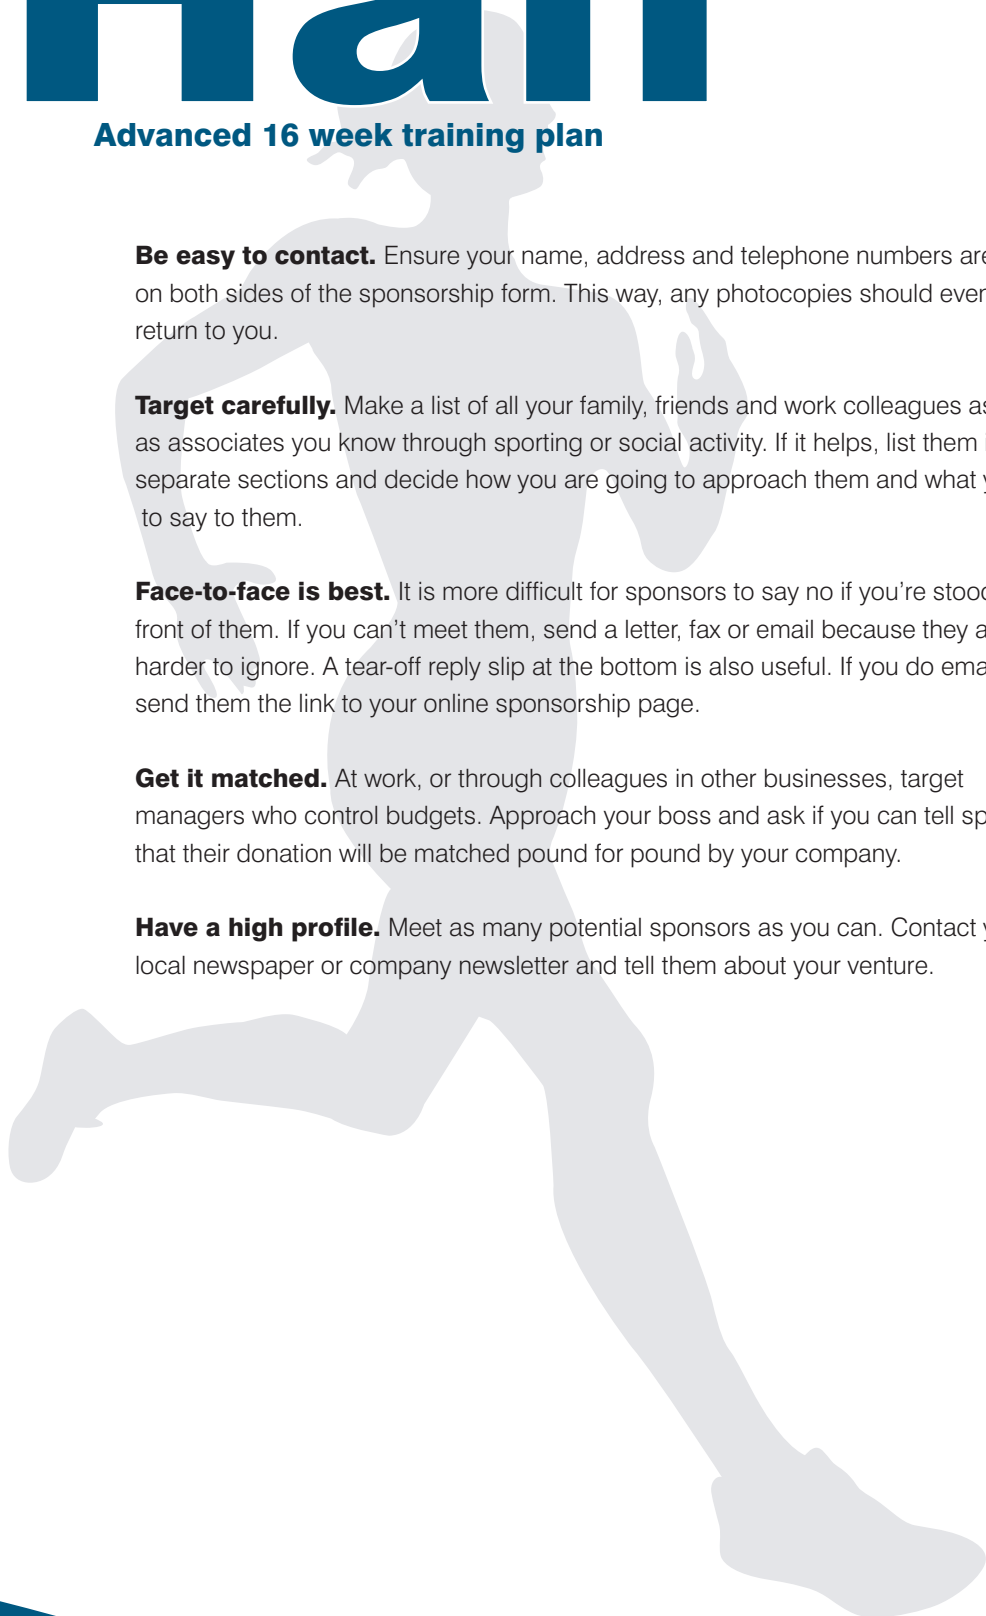 Half
Advanced 16 week training plan
Be easy to contact. Ensure your name, address and telephone numbers are
on both sides of the sponsorship form. This way, any photocopies should
return to you.
Target carefully. Make a list of all your family, friends and work colleagues as
as associates you know through sporting or social activity. If it helps, list them
separate sections and decide how you are going to approach them and what
to say to them.
Face-to-face is best. It is more difficult for sponsors to say no if you're stood
front of them. If you can't meet them, send a letter, fax or email because they
harder to ignore. A tear-off reply slip at the bottom is also useful. If you do
send them the link to your online sponsorship page.
Get it matched. At work, or through colleagues in other businesses, target
managers who control budgets. Approach your boss and ask if you can tell
that their donation will be matched pound for pound by your company.
Have a high profile. Meet as many potential sponsors as you can. Contact
local newspaper or company newsletter and tell them about your venture.